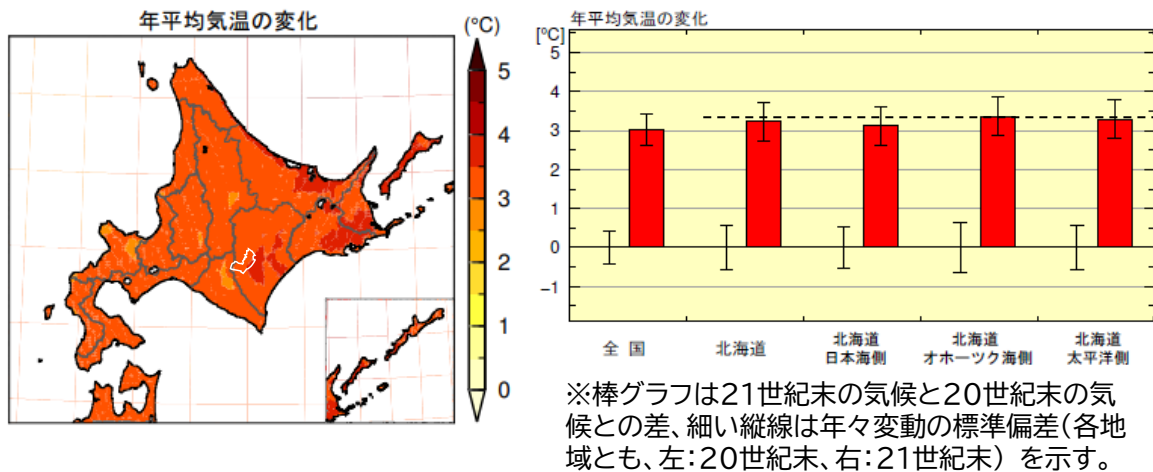 年平均気温の変化
(°C)
5
4
3
2
1
0
年平均気温の変化
[℃]
5
4
3
2
1
0
−1
全 国
北海道
北海道
日本海側
北海道
オホーツク海側
北海道
太平洋側
※棒グラフは21世紀末の気候と20世紀末の気
候との差、細い縦線は年々変動の標準偏差(各地
域とも、左:20世紀末、右:21世紀末) を示す。